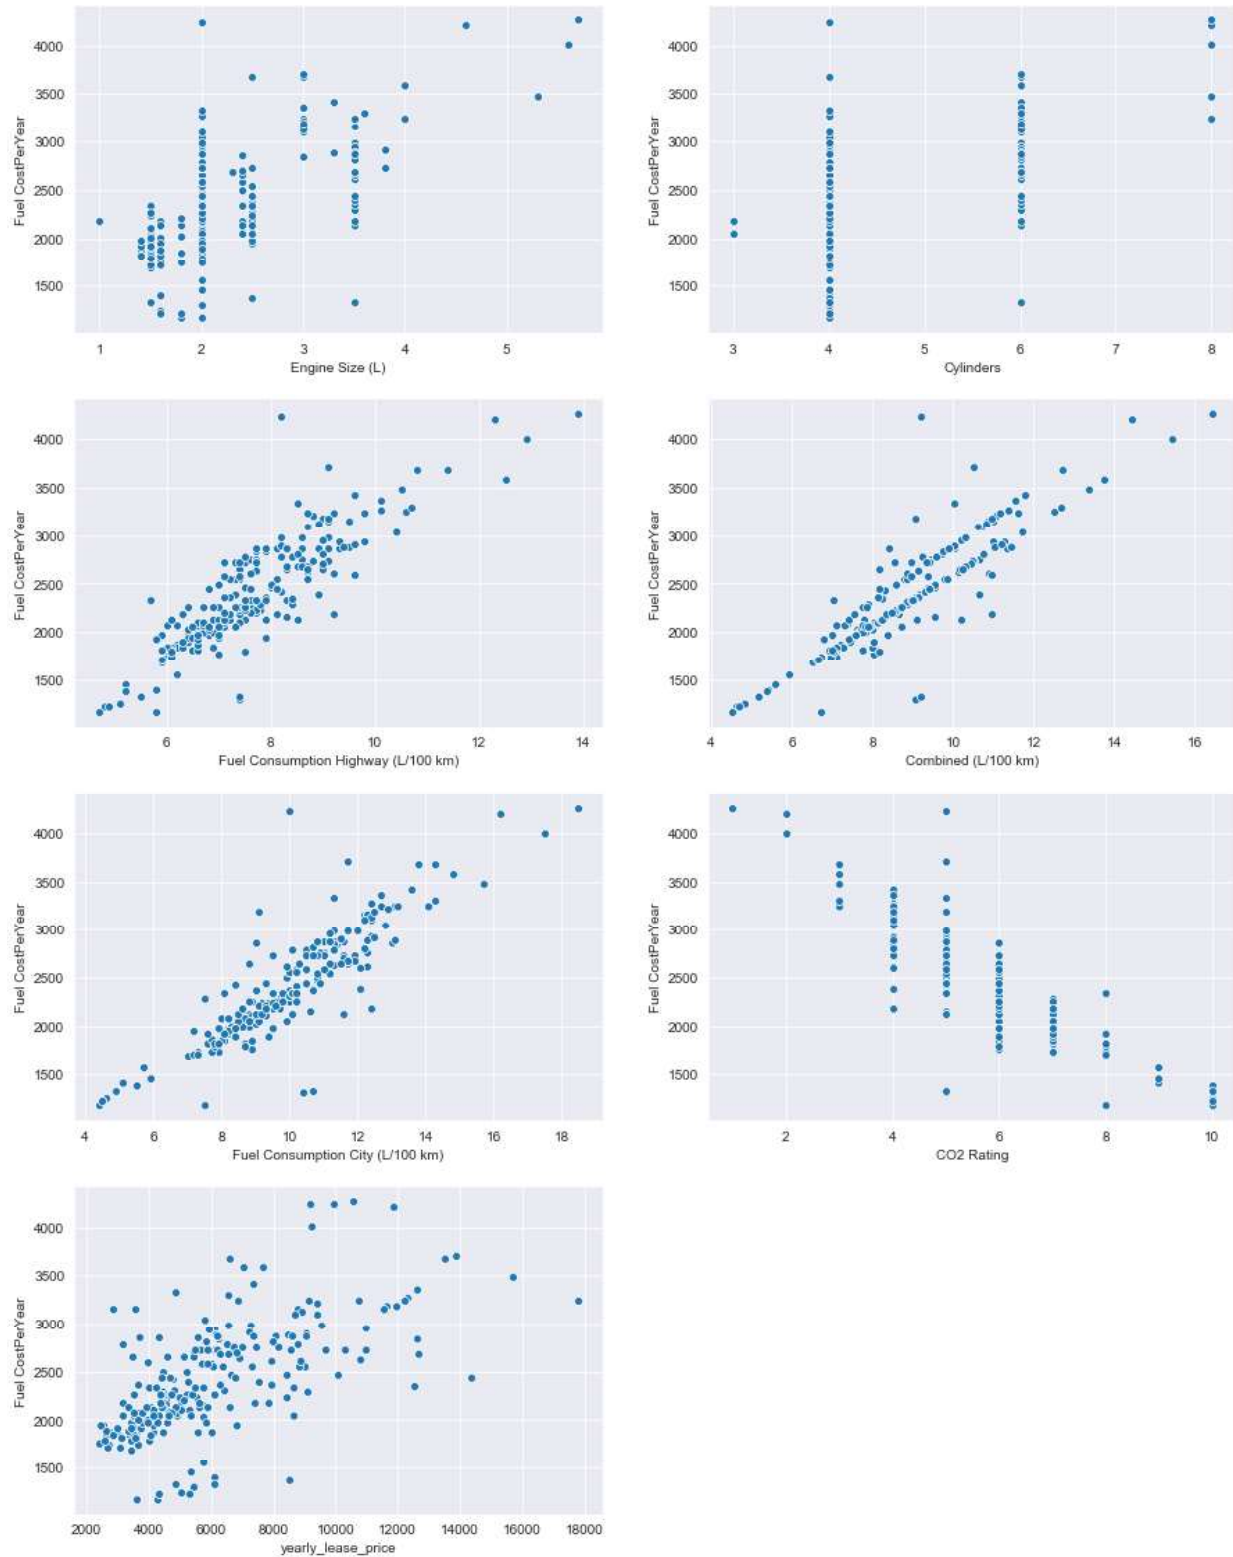 4000
3500
3000
2500
2000
1500
Fuel CostPerYear
1 2 3 4 5
Engine Size (L)
4000
3500
3000
2500
2000
1500
Fuel CostPerYear
3 4 5 6 7 8
Cylinders
4000
3500
3000
2500
2000
1500
Fuel CostPerYear
6 8 10 12 14
Fuel Consumption Highway (L/100 km)
4000
3500
3000
2500
2000
1500
Fuel CostPerYear
4 6 8 10 12 14 16
Combined (L/100 km)
4000
3500
3000
2500
2000
1500
Fuel CostPerYear
4 6 8 10 12 14 16 18
Fuel Consumption City (L/100 km)
4000
3500
3000
2500
2000
1500
Fuel CostPerYear
2 4 6 8 10
CO2 Rating
4000
3500
3000
2500
2000
1500
Fuel CostPerYear
2000 4000 6000 8000 10000 12000 14000 16000 18000
yearly_lease_price